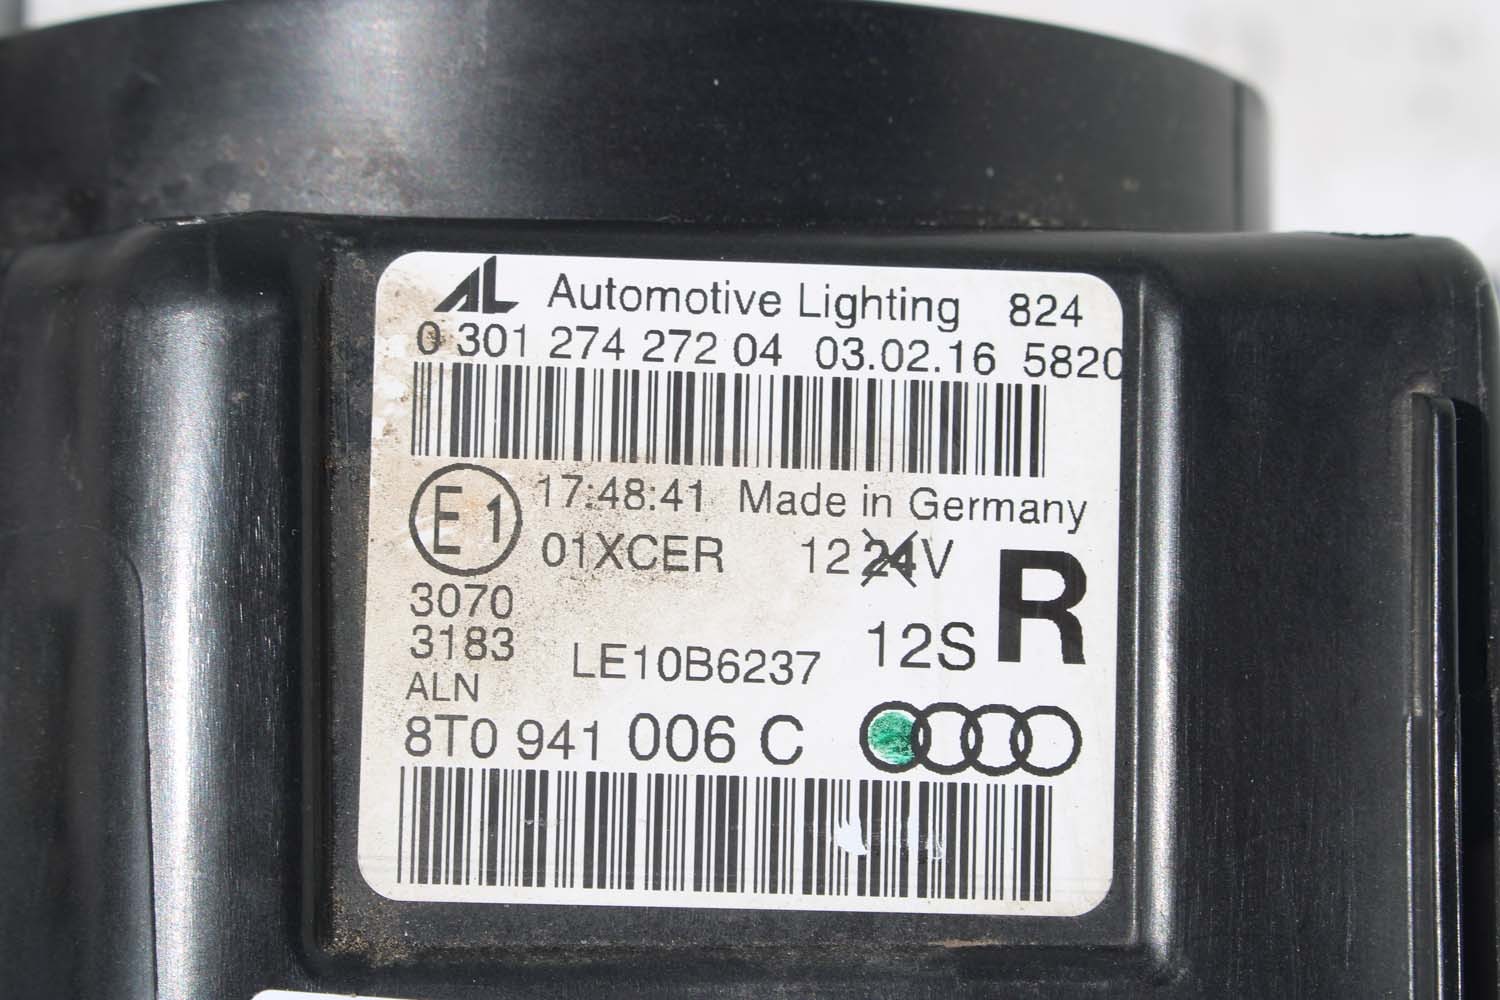 AL Automotive Lighting 824
0 301 274 272 04 03.02.16 5820
E1 17:48:41 Made in Germany
01XCER 12 24V R
3070
3183 LE10B6237 12S
ALN
8T0 941 006 C